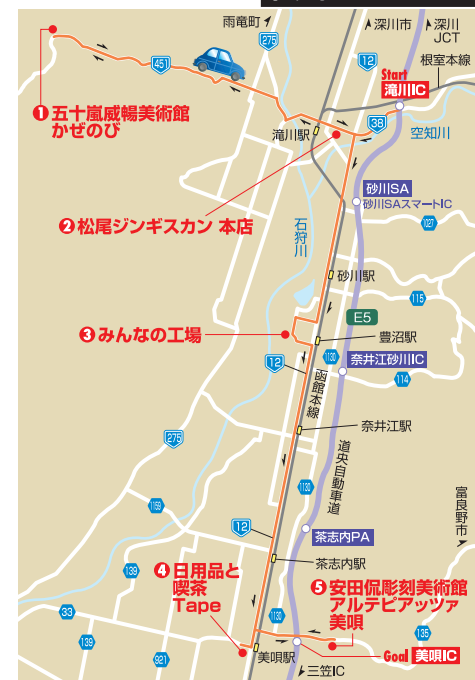 雨竜町
深川市
深川
JCT
275
12
根室本線
Start
滝川IC
451
❶五十嵐威暢美術館
かぜのび
滝川駅
38
空知川
❷松尾ジンギスカン 本店
砂川SA
砂川SAスマートIC
石狩川
1027
砂川駅
115
E5
❸みんなの工場
豊沼駅
1130
奈井江砂川IC
12
114
函館本線
奈井江駅
275
道央自動車道
1130
1159
富良野市
12
茶志内PA
139
茶志内駅
❹日用品と
喫茶
Tape
❺安田侃彫刻美術館
アルテピアッツァ
美唄
33
1130
135
139
921
美唄駅
Goal 美唄IC
三笠IC